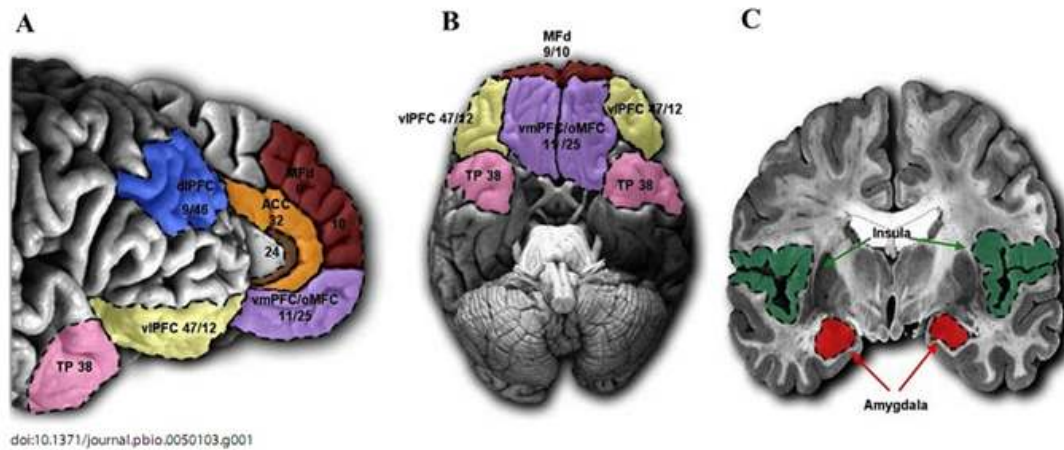 A
dlPFC
9/46
MFd
9
10
ACC
32
24
vmPFC/oMFC
11/25
vlPFC 47/12
TP 38
B
MFd
9/10
vlPFC 47/12
vlPFC 47/12
vmPFC/oMFC
11/25
TP 38
TP 38
C
Insula
Amygdala
doi:10.1371/journal.pbio.0050103.g001